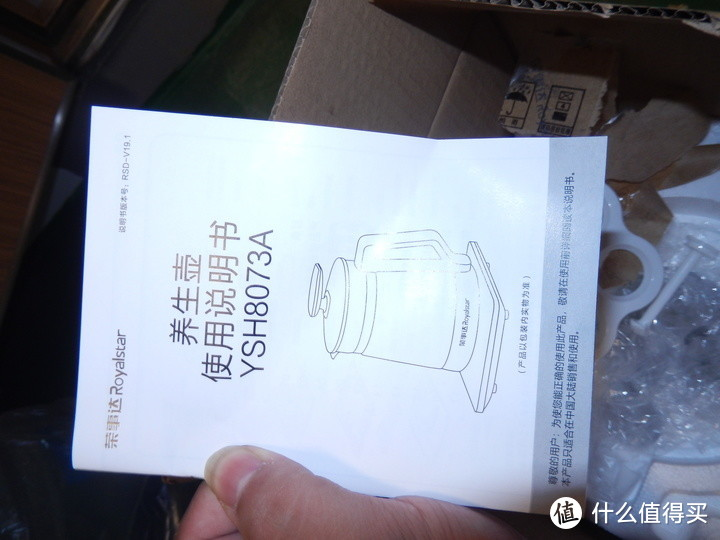 荣事达Royalstar
说明书版本号：RSD-V19.1
养生壶
使用说明书
YSH8073A
荣事达Royalstar
（产品以包装内实物为准）
尊敬的用户：为使您能正确的使用此产品，敬请在使用前详细阅读本说明书。
本产品只适合在中国大陆销售和使用。
值 什么值得买